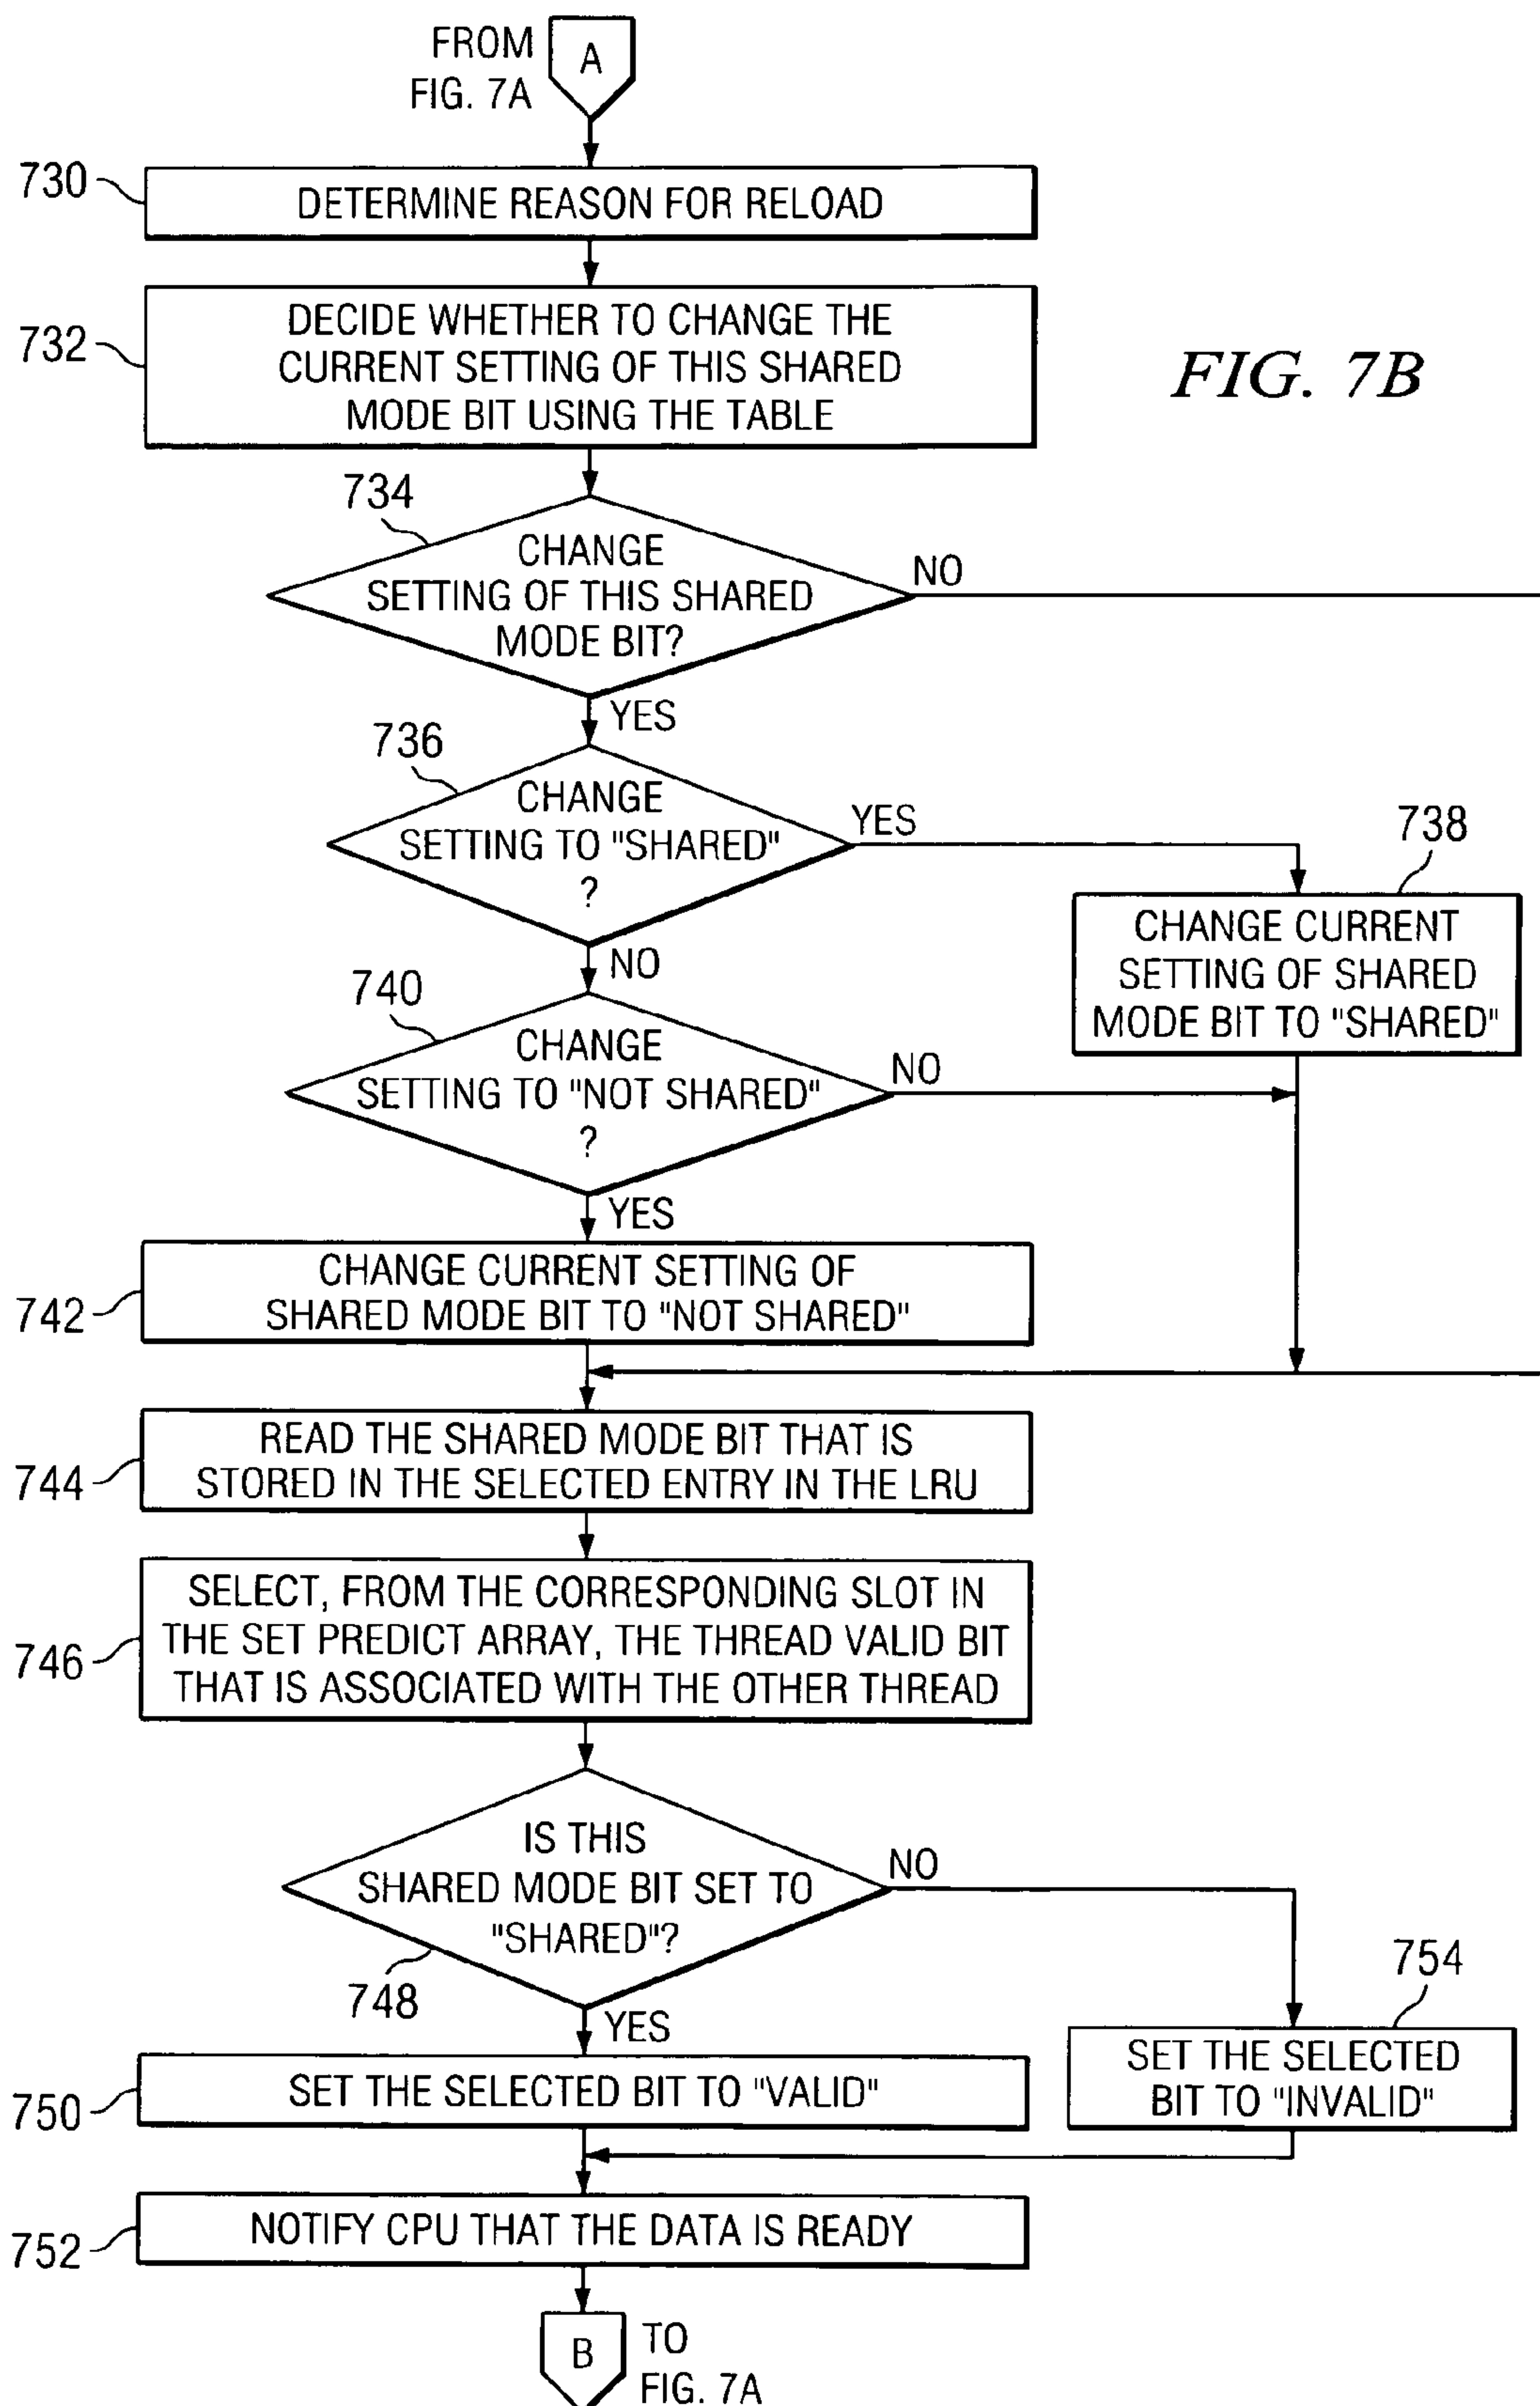 FROM
FIG. 7A
A
730
DETERMINE REASON FOR RELOAD
732
DECIDE WHETHER TO CHANGE THE
CURRENT SETTING OF THIS SHARED
MODE BIT USING THE TABLE
FIG. 7B
734
CHANGE
SETTING OF THIS SHARED
MODE BIT?
NO
YES
736
CHANGE
SETTING TO "SHARED"
?
YES
738
CHANGE CURRENT
SETTING OF SHARED
MODE BIT TO "SHARED"
NO
740
CHANGE
SETTING TO "NOT SHARED"
?
NO
YES
742
CHANGE CURRENT SETTING OF
SHARED MODE BIT TO "NOT SHARED"
744
READ THE SHARED MODE BIT THAT IS
STORED IN THE SELECTED ENTRY IN THE LRU
746
SELECT, FROM THE CORRESPONDING SLOT IN
THE SET PREDICT ARRAY, THE THREAD VALID BIT
THAT IS ASSOCIATED WITH THE OTHER THREAD
IS THIS
SHARED MODE BIT SET TO
"SHARED"?
748
NO
754
SET THE SELECTED
BIT TO "INVALID"
YES
750
SET THE SELECTED BIT TO "VALID"
752
NOTIFY CPU THAT THE DATA IS READY
B
TO
FIG. 7A